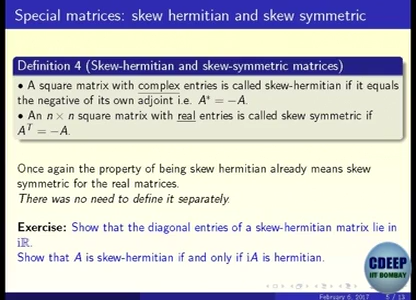 Special matrices: skew hermitian and skew symmetric
Definition 4 (Skew-hermitian and skew-symmetric matrices)
• A square matrix with complex entries is called skew-hermitian if it equals
the negative of its own adjoint i.e. A* = −A.
• An n × n square matrix with real entries is called skew symmetric if
Aᵀ = −A.
Once again the property of being skew hermitian already means skew
symmetric for the real matrices.
There was no need to define it separately.
Exercise: Show that the diagonal entries of a skew-hermitian matrix lie in
iℝ.
Show that A is skew-hermitian if and only if iA is hermitian.
CDEEP
IIT BOMBAY
February 6, 2017 5 / 13